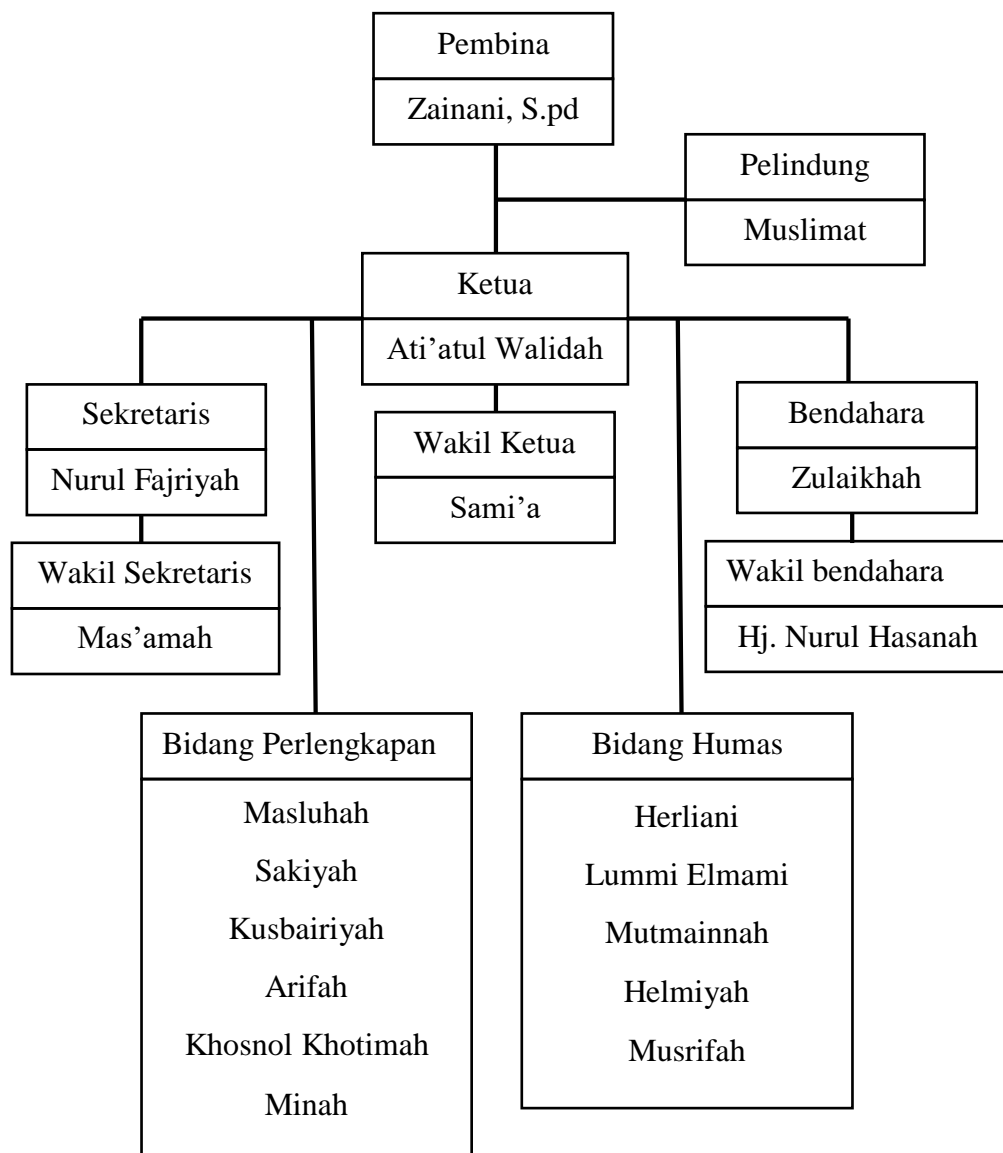 Pembina
Zainani, S.pd
Pelindung
Muslimat
Ketua
Ati’atul Walidah
Sekretaris
Nurul Fajriyah
Wakil Ketua
Sami’a
Bendahara
Zulaikhah
Wakil Sekretaris
Mas’amah
Wakil bendahara
Hj. Nurul Hasanah
Bidang Perlengkapan
Masluhah
Sakiyah
Kusbairiyah
Arifah
Khosnol Khotimah
Minah
Bidang Humas
Herliani
Lummi Elmami
Mutmainnah
Helmiyah
Musrifah